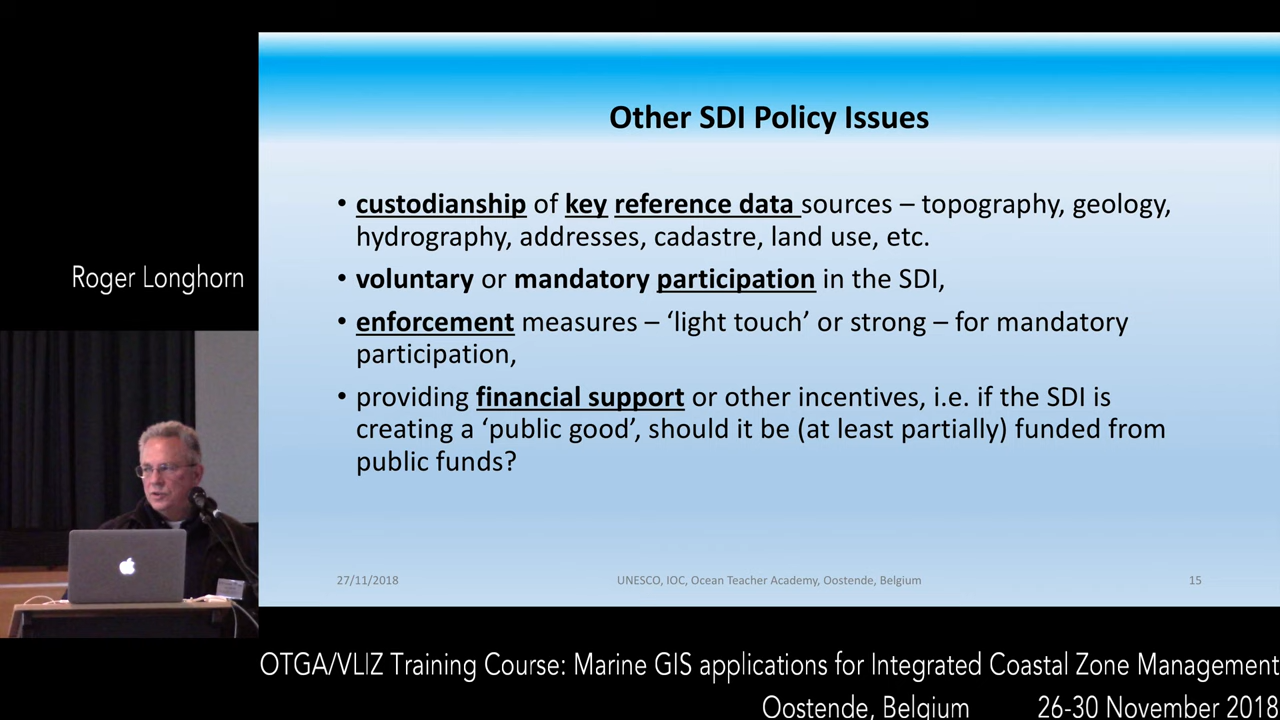 Other SDI Policy Issues
• custodianship of key reference data sources – topography, geology,
hydrography, addresses, cadastre, land use, etc.
• voluntary or mandatory participation in the SDI,
• enforcement measures – ‘light touch’ or strong – for mandatory
participation,
• providing financial support or other incentives, i.e. if the SDI is
creating a ‘public good’, should it be (at least partially) funded from
public funds?
27/11/2018 UNESCO, IOC, Ocean Teacher Academy, Oostende, Belgium 15
Roger Longhorn
OTGA/VLIZ Training Course: Marine GIS applications for Integrated Coastal Zone Management
Oostende, Belgium 26-30 November 2018